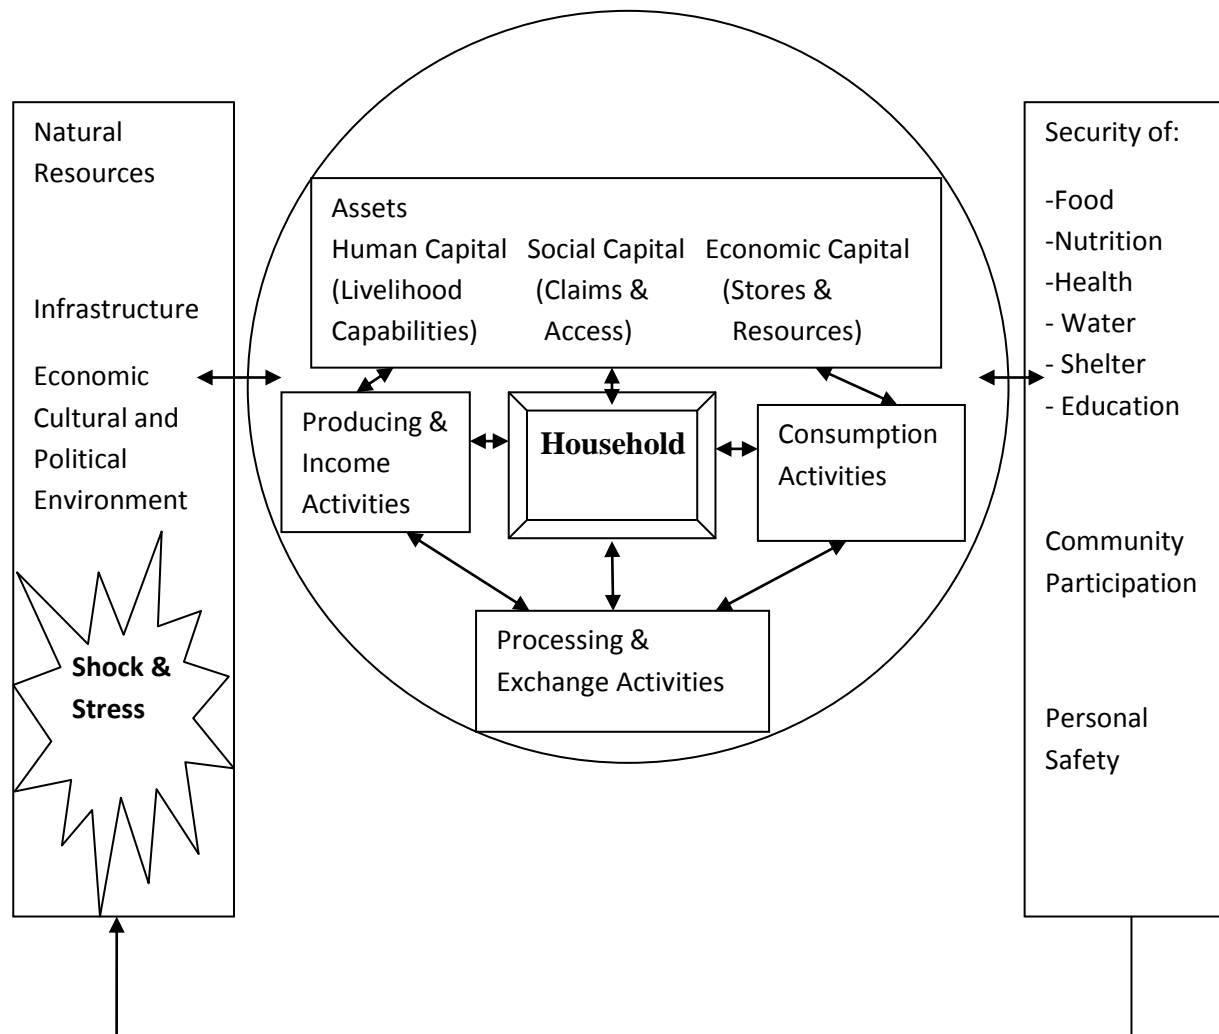 Natural
Resources
Infrastructure
Economic
Cultural and
Political
Environment
Shock &
Stress
Assets
Human Capital Social Capital Economic Capital
(Livelihood (Claims & (Stores &
Capabilities) Access) Resources)
Producing &
Income
Activities
Household
Consumption
Activities
Processing &
Exchange Activities
Security of:
-Food
-Nutrition
-Health
- Water
- Shelter
- Education
Community
Participation
Personal
Safety